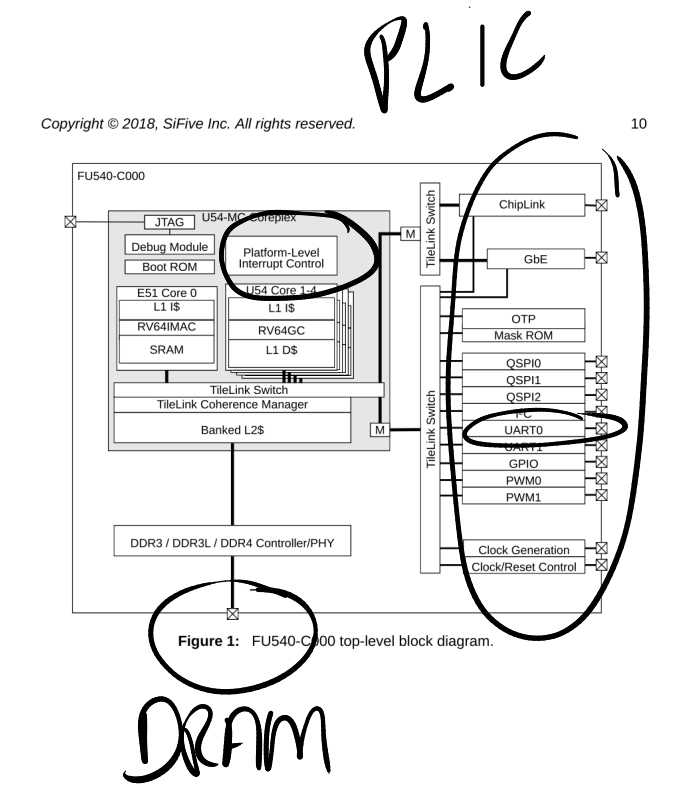 PLIC
Copyright © 2018, SiFive Inc. All rights reserved. 10
FU540-C000
U54-MC Coreplex
JTAG
Debug Module
Boot ROM
Platform-Level
Interrupt Control
E51 Core 0
L1 I$
RV64IMAC
SRAM
U54 Core 1-4
L1 I$
RV64GC
L1 D$
TileLink Switch
TileLink Coherence Manager
Banked L2$
DDR3 / DDR3L / DDR4 Controller/PHY
M
M
TileLink Switch
TileLink Switch
ChipLink
GbE
OTP
Mask ROM
QSPI0
QSPI1
QSPI2
I²C
UART0
UART1
GPIO
PWM0
PWM1
Clock Generation
Clock/Reset Control
Figure 1: FU540-C000 top-level block diagram.
DRAM